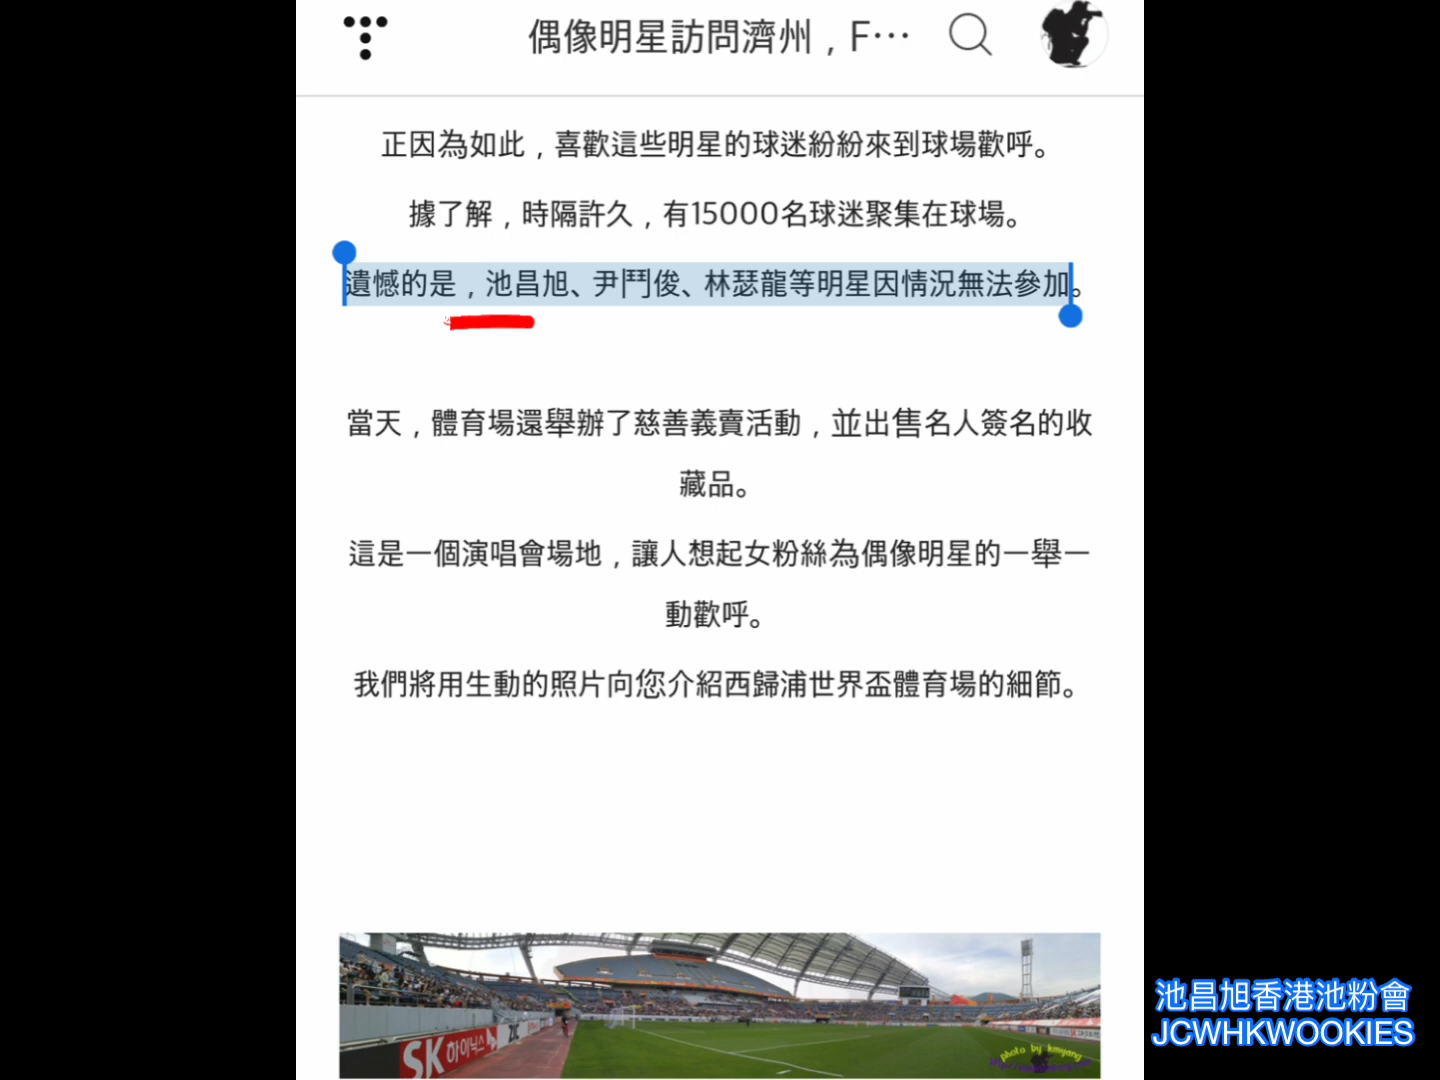 偶像明星訪問濟州，F…
正因為如此，喜歡這些明星的球迷紛紛來到球場歡呼。
據了解，時隔許久，有15000名球迷聚集在球場。
遺憾的是，池昌旭、尹鬥俊、林瑟龍等明星因情況無法參加。
當天，體育場還舉辦了慈善義賣活動，並出售名人簽名的收
藏品。
這是一個演唱會場地，讓人想起女粉絲為偶像明星的一舉一
動歡呼。
我們將用生動的照片向您介紹西歸浦世界盃體育場的細節。
SK하이닉스
photo by kmyang
池昌旭香港池粉會
JCWHKWOOKIES